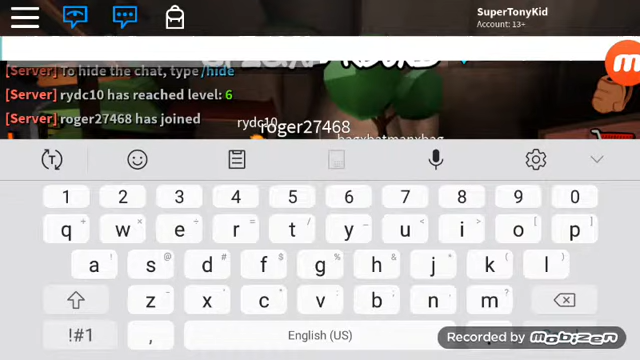 SuperTonyKid
Account: 13+
ROUND
[Server] To hide the chat, type /hide
[Server] rydc10 has reached level: 6
[Server] roger27468 has joined
rydc10
roger27468
bagxbatmanxbag
T
1 2 3 4 5 6 7 8 9 0
q w e r t y u i o p
a s d f g h j k l
z x c v b n m
!#1 , English (US)
Recorded by Mobizen